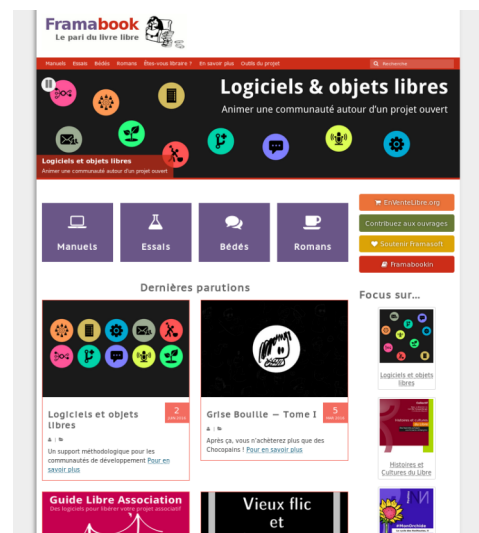 Framabook
Le pari du livre libre
Manuels Essais Bédés Romans Êtes-vous libraire ? En savoir plus Outils du projet Recherche
Logiciels & objets libres
Animer une communauté autour d'un projet ouvert
Logiciels et objets libres
Animer une communauté autour d'un projet ouvert
EnVenteLibre.org
Contribuez aux ouvrages
Soutenir Framasoft
Framabookin
Manuels Essais Bédés Romans
Dernières parutions
Focus sur...
Logiciels et objets
libres
2
Logiciels et objets
libres
Un support méthodologique pour les
communautés de développement Pour en
savoir plus
Grise Bouille — Tome I
5
Après ça, vous n'achèterez plus que des
Chocapains ! Pour en savoir plus
Histoires et
Cultures du Libre
Guide Libre Association
Des logiciels pour libérer votre projet associatif
Vieux flic
et
#MonOrchide